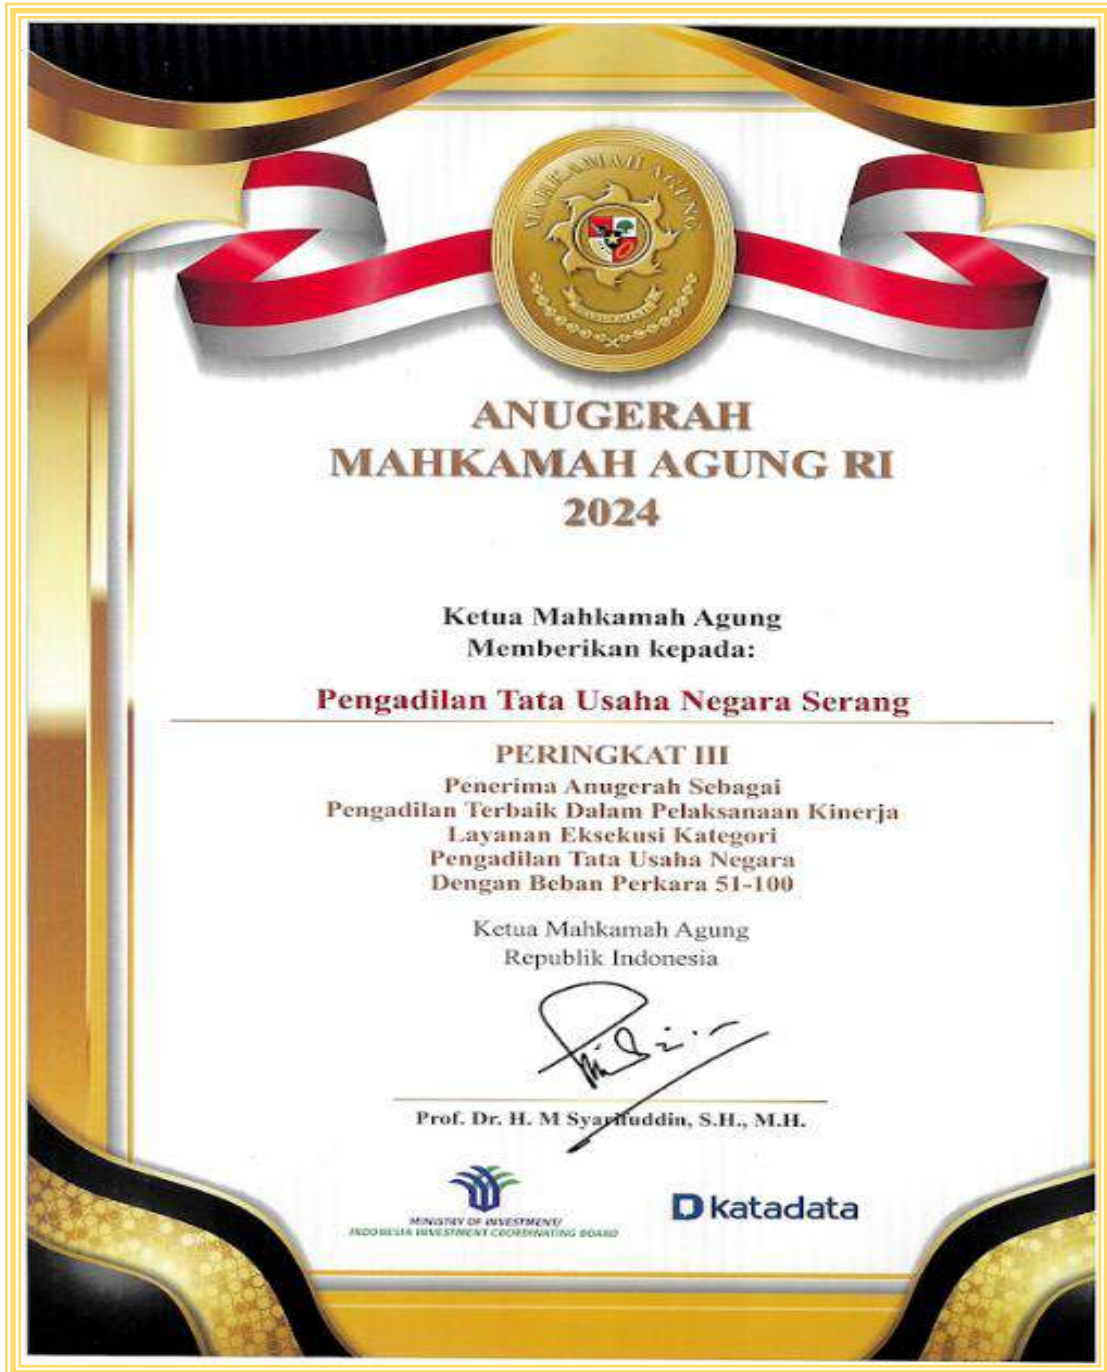 MAHKAMAH AGUNG
ANUGERAH
MAHKAMAH AGUNG RI
2024
Ketua Mahkamah Agung
Memberikan kepada:
Pengadilan Tata Usaha Negara Serang
PERINGKAT III
Penerima Anugerah Sebagai
Pengadilan Terbaik Dalam Pelaksanaan Kinerja
Layanan Eksekusi Kategori
Pengadilan Tata Usaha Negara
Dengan Beban Perkara 51-100
Ketua Mahkamah Agung
Republik Indonesia
Prof. Dr. H. M Syarifuddin, S.H., M.H.
MINISTRY OF INVESTMENT/
INDONESIA INVESTMENT COORDINATING BOARD
katadata